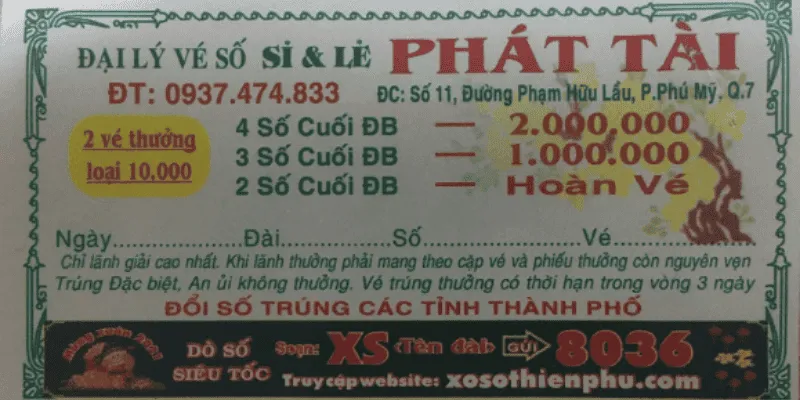 ĐẠI LÝ VÉ SỐ SỈ & LẺ PHÁT TÀI
ĐT: 0937.474.833 ĐC: Số 11, Đường Phạm Hữu Lầu, P.Phú Mỹ, Q.7
2 vé thưởng
loại 10,000
4 Số Cuối ĐB — 2.000.000
3 Số Cuối ĐB — 1.000.000
2 Số Cuối ĐB — Hoàn Vé
Ngày....................Đài..................Số........................Vé......................
Chỉ lãnh giải cao nhất. Khi lãnh thưởng phải mang theo cặp vé và phiếu thưởng còn nguyên vẹn
Trúng Đặc biệt, An ủi không thưởng. Vé trúng thưởng có thời hạn trong vòng 3 ngày
ĐỔI SỐ TRÚNG CÁC TỈNH THÀNH PHỐ
DÒ SỐ
SIÊU TỐC
Soạn: XS <Tên đài> GỬI 8036
Truy cập website: xosothienphu.com